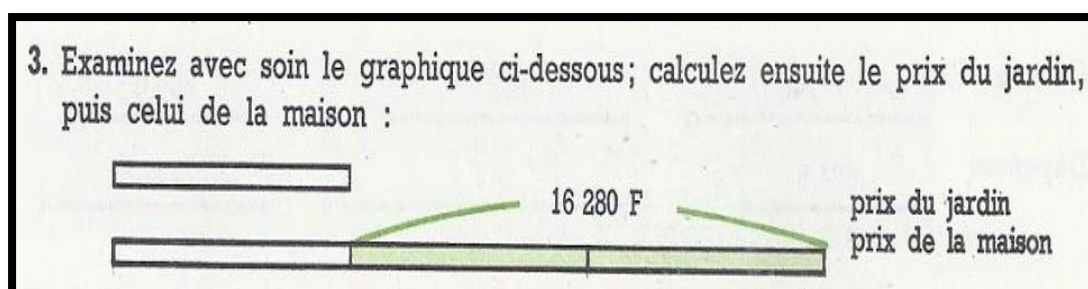 3. Examinez avec soin le graphique ci-dessous; calculez ensuite le prix du jardin,
puis celui de la maison :
16 280 F
prix du jardin
prix de la maison